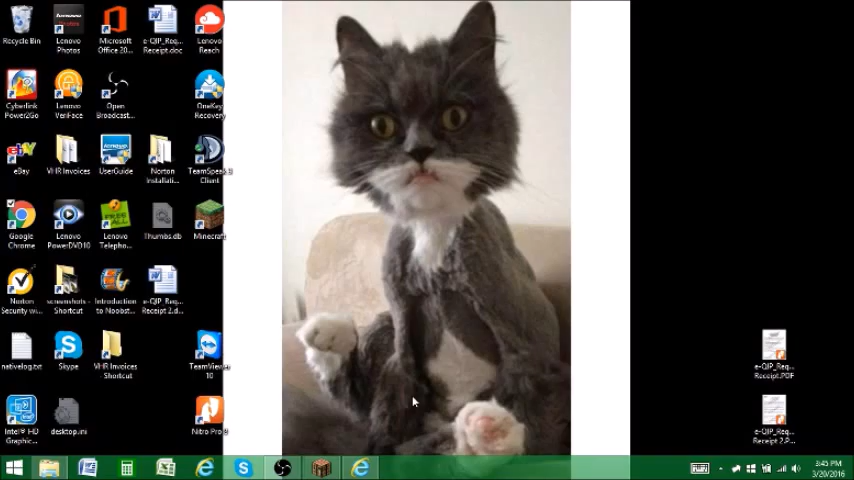 Recycle Bin
Lenovo
Photos
Microsoft
Office 20...
e-QIP_Req...
Receipt.doc
Lenovo
Reach
Cyberlink
Power2Go
Lenovo
VeriFace
Open
Broadcast...
OneKey
Recovery
eBay
VHR Invoices
UserGuide
Norton
Installati...
TeamSpeak 3
Client
Google
Chrome
Lenovo
PowerDVD10
Lenovo
Telepho...
Thumbs.db
Minecraft
Norton
Security wi...
screenshots -
Shortcut
Introduction
to Noobst...
e-QIP_Req...
Receipt 2.d...
nativelog.txt
Skype
VHR Invoices
- Shortcut
TeamViewer
10
e-QIP_Req...
Receipt.PDF
Intel® HD
Graphic...
desktop.ini
Nitro Pro 9
e-QIP_Req...
Receipt 2.P...
3:45 PM
3/20/2016